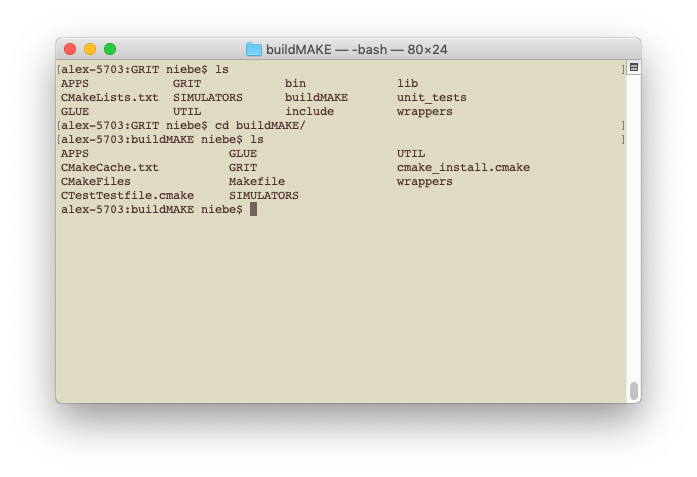 buildMAKE — -bash — 80×24
[alex-5703:GRIT niebe$ ls ]
APPS GRIT bin lib
CMakeLists.txt SIMULATORS buildMAKE unit_tests
GLUE UTIL include wrappers
[alex-5703:GRIT niebe$ cd buildMAKE/ ]
[alex-5703:buildMAKE niebe$ ls ]
APPS GLUE UTIL
CMakeCache.txt GRIT cmake_install.cmake
CMakeFiles Makefile wrappers
CTestTestfile.cmake SIMULATORS
alex-5703:buildMAKE niebe$